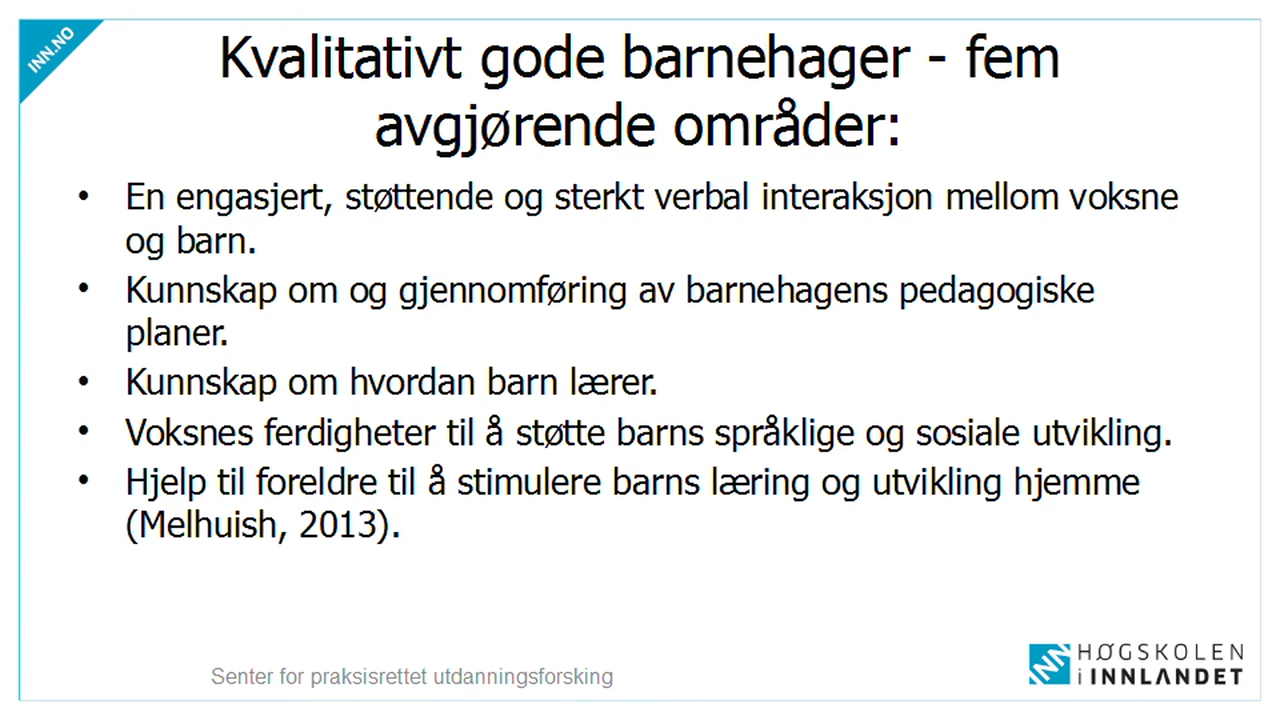 INN.NO
Kvalitativt gode barnehager - fem
avgjørende områder:
• En engasjert, støttende og sterkt verbal interaksjon mellom voksne
og barn.
• Kunnskap om og gjennomføring av barnehagens pedagogiske
planer.
• Kunnskap om hvordan barn lærer.
• Voksnes ferdigheter til å støtte barns språklige og sosiale utvikling.
• Hjelp til foreldre til å stimulere barns læring og utvikling hjemme
(Melhuish, 2013).
Senter for praksisrettet utdanningsforsking
INN
HØGSKOLEN
i INNLANDET